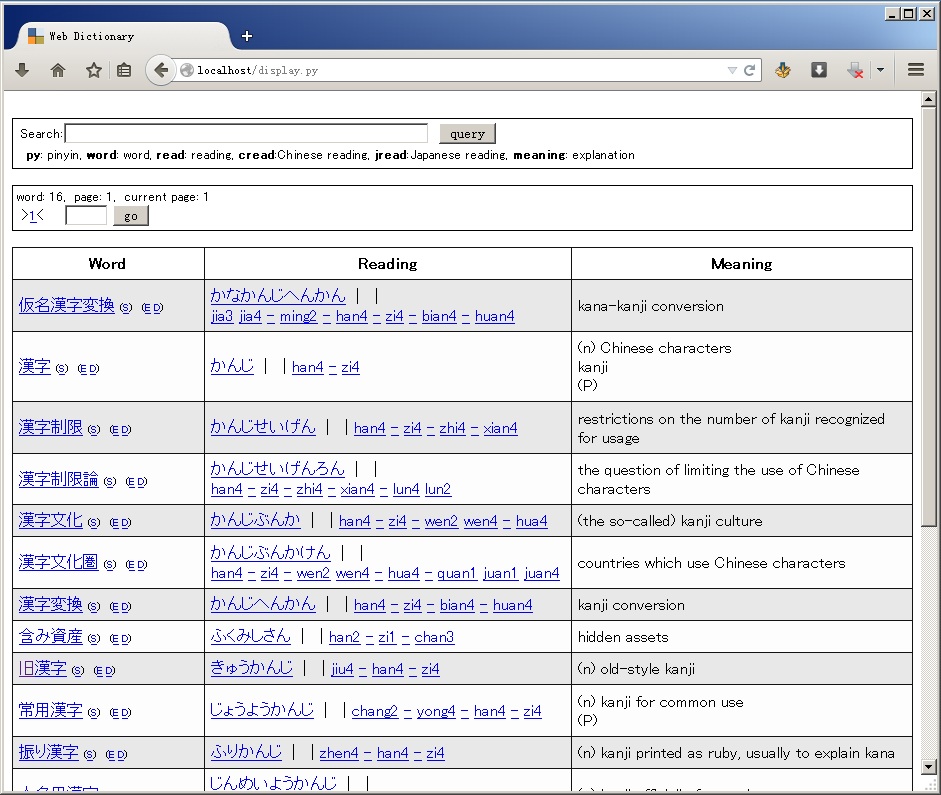 Web Dictionary
localhost/display.py
Search: query
py: pinyin, word: word, read: reading, cread:Chinese reading, jread:Japanese reading, meaning: explanation
word: 16, page: 1, current page: 1
>1< go
Word Reading Meaning
仮名漢字変換 (S) (E D) かなかんじへんかん | |
jia3 jia4 - ming2 - han4 - zi4 - bian4 - huan4
kana-kanji conversion
漢字 (S) (E D) かんじ | | han4 - zi4
(n) Chinese characters
kanji
(P)
漢字制限 (S) (E D) かんじせいげん | | han4 - zi4 - zhi4 - xian4
restrictions on the number of kanji recognized
for usage
漢字制限論 (S) (E D) かんじせいげんろん | |
han4 - zi4 - zhi4 - xian4 - lun4 lun2
the question of limiting the use of Chinese
characters
漢字文化 (S) (E D) かんじぶんか | | han4 - zi4 - wen2 wen4 - hua4 (the so-called) kanji culture
漢字文化圏 (S) (E D) かんじぶんかけん | |
han4 - zi4 - wen2 wen4 - hua4 - quan1 juan1 juan4
countries which use Chinese characters
漢字変換 (S) (E D) かんじへんかん | | han4 - zi4 - bian4 - huan4 kanji conversion
含み資産 (S) (E D) ふくみしさん | | han2 - zi1 - chan3 hidden assets
旧漢字 (S) (E D) きゅうかんじ | | jiu4 - han4 - zi4 (n) old-style kanji
常用漢字 (S) (E D) じょうようかんじ | | chang2 - yong4 - han4 - zi4
(n) kanji for common use
(P)
振り漢字 (S) (E D) ふりかんじ | | zhen4 - han4 - zi4 (n) kanji printed as ruby, usually to explain kana
じんめいようかんじ | |